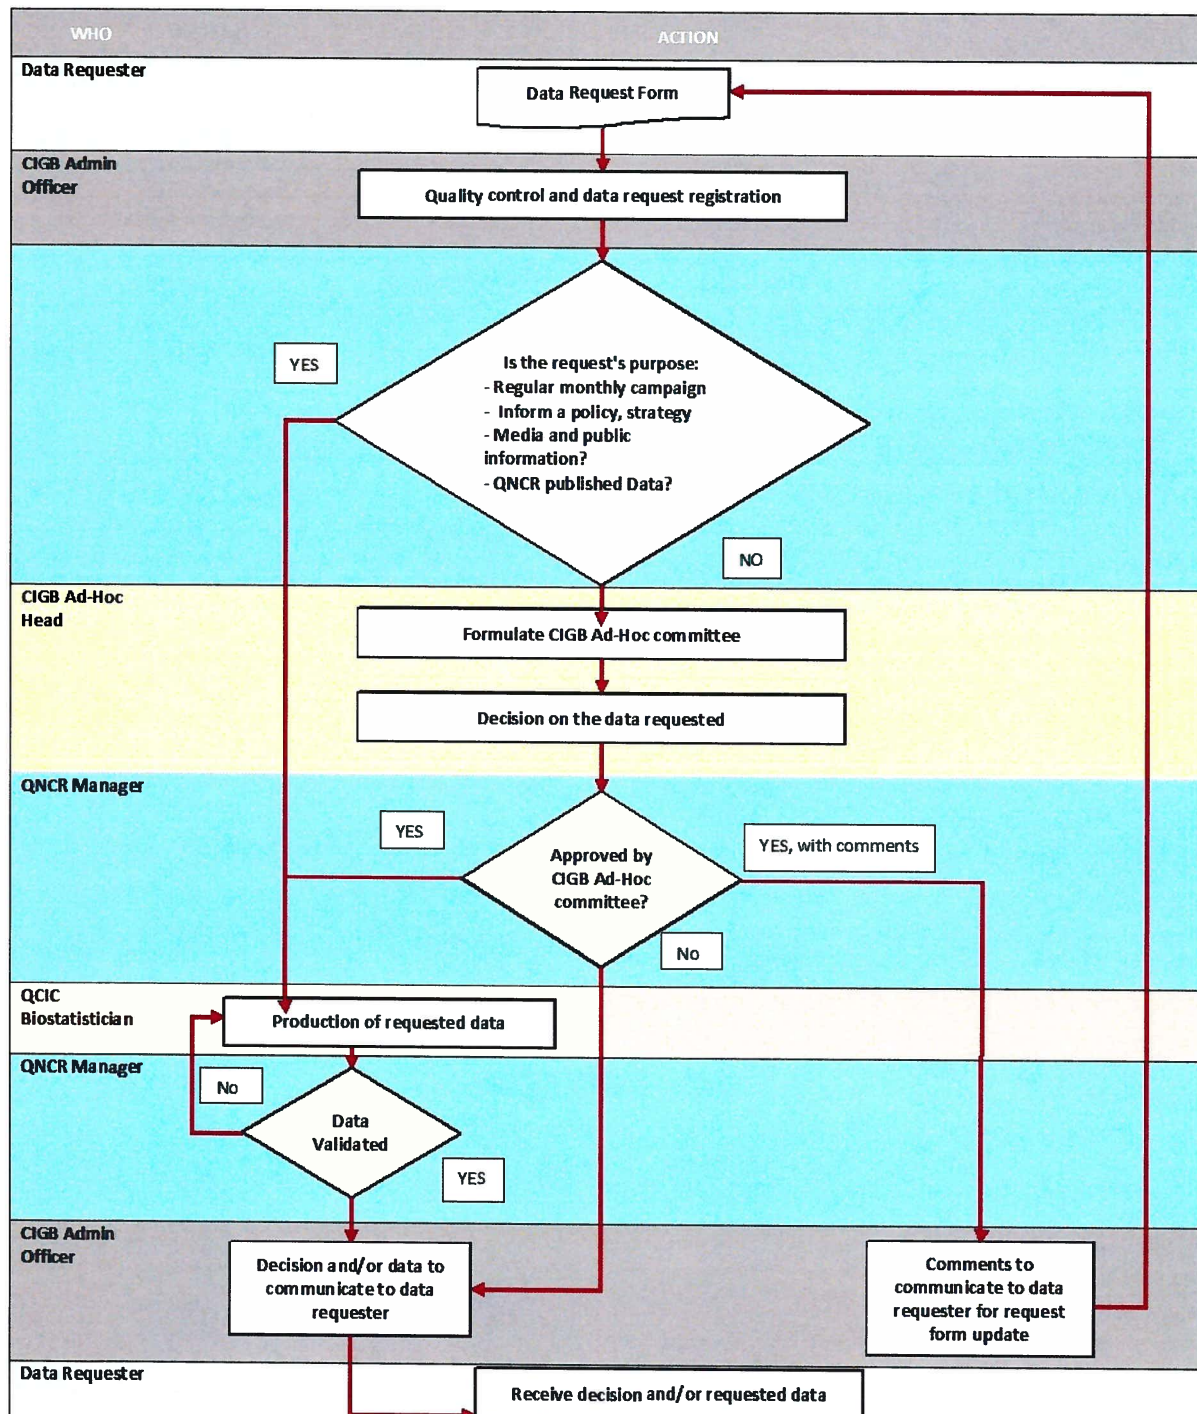 WHO
ACTION
Data Requester
Data Request Form
CIGB Admin
Officer
Quality control and data request registration
YES
Is the request's purpose:
- Regular monthly campaign
- Inform a policy, strategy
- Media and public
information?
- QNCR published Data?
NO
CIGB Ad-Hoc
Head
Formulate CIGB Ad-Hoc committee
Decision on the data requested
QNCR Manager
YES
YES, with comments
Approved by
CIGB Ad-Hoc
committee?
No
QCIC
Biostatistician
Production of requested data
QNCR Manager
No
Data
Validated
YES
CIGB Admin
Officer
Decision and/or data to
communicate to data
requester
Comments to
communicate to data
requester for request
form update
Data Requester
Receive decision and/or requested data